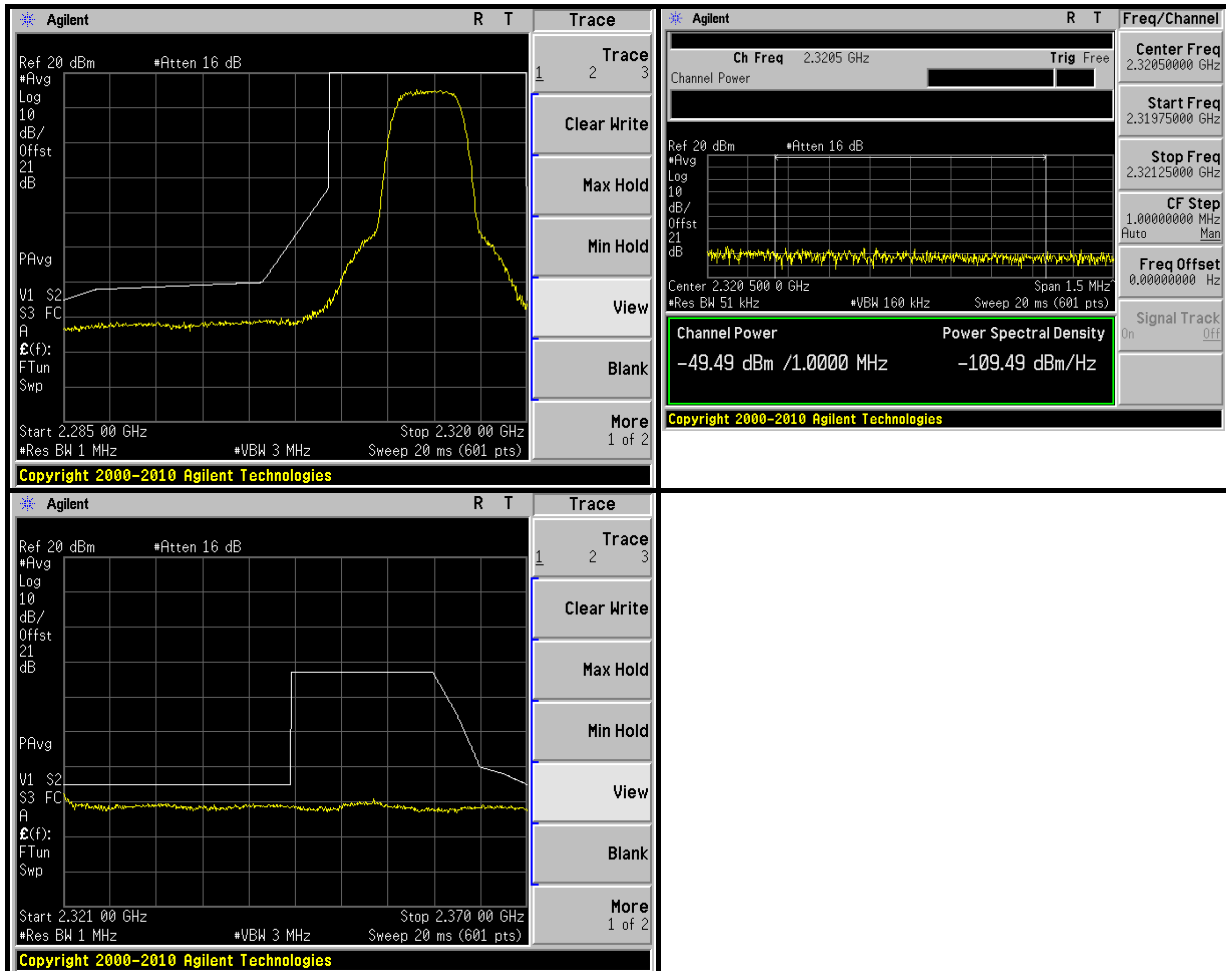 Agilent R T Trace
Ref 20 dBm #Atten 16 dB
#Avg
Log
10
dB/
Offst
21
dB
PAvg
V1 S2
S3 FC
A
£(f):
FTun
Swp
Start 2.285 00 GHz Stop 2.320 00 GHz
#Res BW 1 MHz #VBW 3 MHz Sweep 20 ms (601 pts)
Copyright 2000-2010 Agilent Technologies
Trace
1 2 3
Clear Write
Max Hold
Min Hold
View
Blank
More
1 of 2
Agilent R T Freq/Channel
Ch Freq 2.3205 GHz Trig Free
Channel Power
Ref 20 dBm #Atten 16 dB
#Avg
Log
10
dB/
Offst
21
dB
Center 2.320 500 0 GHz Span 1.5 MHz^
#Res BW 51 kHz #VBW 160 kHz Sweep 20 ms (601 pts)
Channel Power Power Spectral Density
-49.49 dBm /1.0000 MHz -109.49 dBm/Hz
Copyright 2000-2010 Agilent Technologies
Center Freq
2.32050000 GHz
Start Freq
2.31975000 GHz
Stop Freq
2.32125000 GHz
CF Step
1.00000000 MHz
Auto Man
Freq Offset
0.00000000 Hz
Signal Track
On Off
Agilent R T Trace
Ref 20 dBm #Atten 16 dB
#Avg
Log
10
dB/
Offst
21
dB
PAvg
V1 S2
S3 FC
A
£(f):
FTun
Swp
Start 2.321 00 GHz Stop 2.370 00 GHz
#Res BW 1 MHz #VBW 3 MHz Sweep 20 ms (601 pts)
Copyright 2000-2010 Agilent Technologies
Trace
1 2 3
Clear Write
Max Hold
Min Hold
View
Blank
More
1 of 2